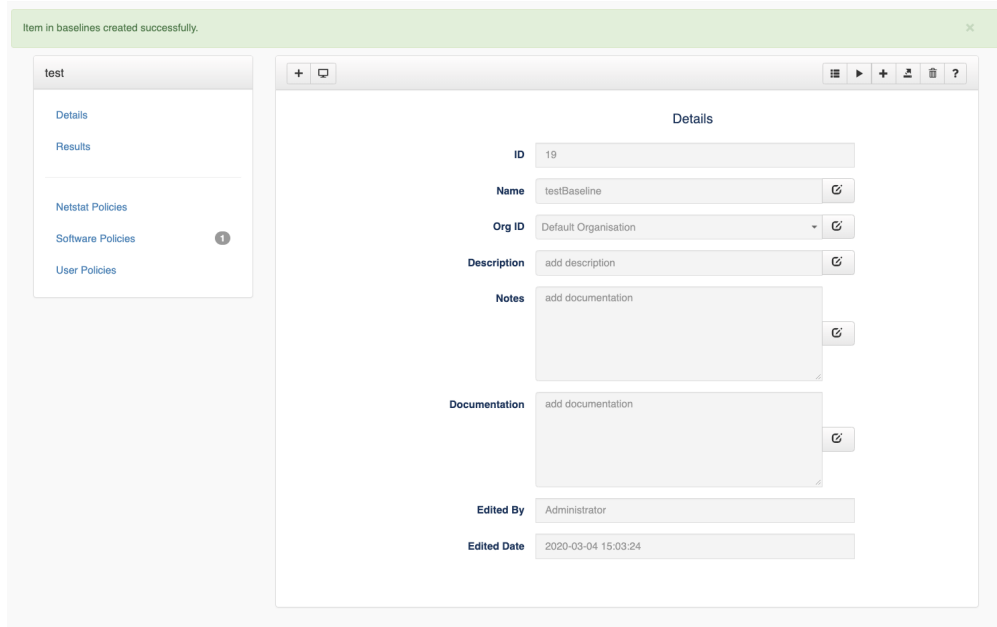 Item in baselines created successfully.
×
test
Details
Results
Netstat Policies
Software Policies 1
User Policies
?
Details
ID 19
Name testBaseline
Org ID Default Organisation
Description add description
Notes add documentation
Documentation add documentation
Edited By Administrator
Edited Date 2020-03-04 15:03:24